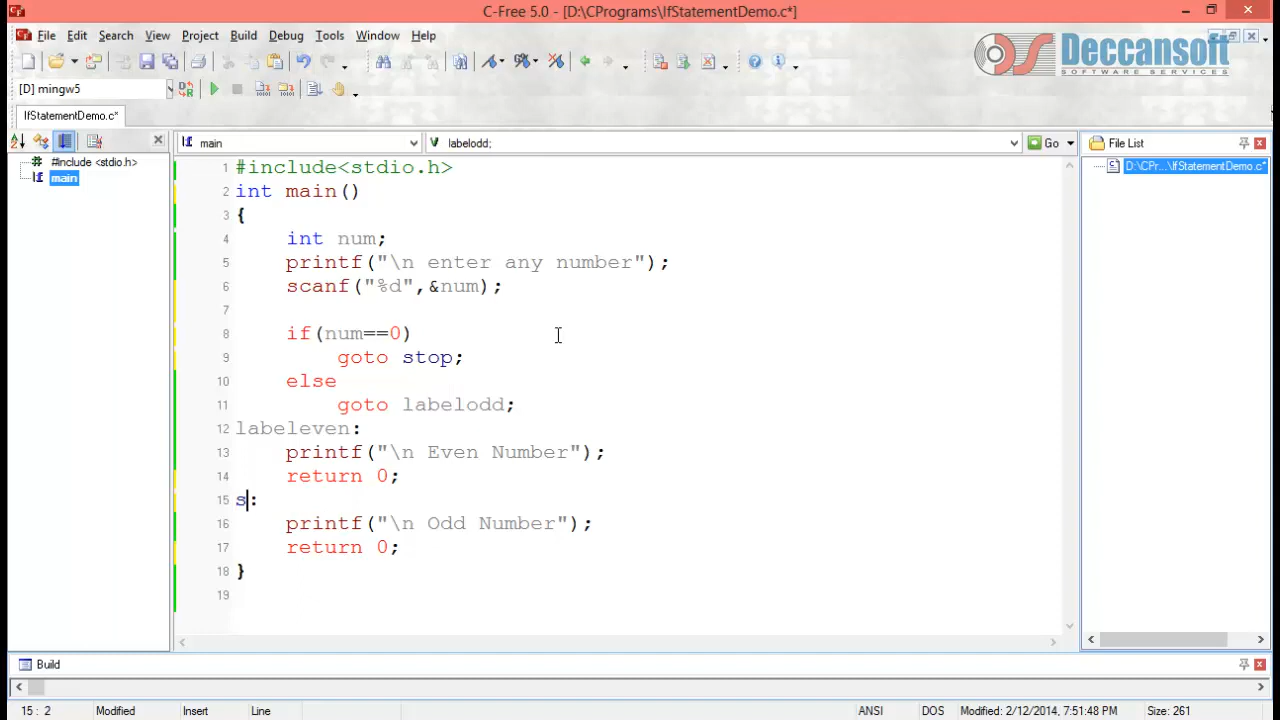 C-Free 5.0 - [D:\CPrograms\IfStatementDemo.c*]
File Edit Search View Project Build Debug Tools Window Help
Deccansoft
SOFTWARE SERVICES
[D] mingw5
IfStatementDemo.c*
main
labelodd;
Go
File List
#include <stdio.h>
main
D:\CPr...\IfStatementDemo.c*
1 #include<stdio.h>
2 int main()
3 {
4 int num;
5 printf("\n enter any number");
6 scanf("%d",&num);
7
8 if(num==0)
9 goto stop;
10 else
11 goto labelodd;
12 labeleven:
13 printf("\n Even Number");
14 return 0;
15 s:
16 printf("\n Odd Number");
17 return 0;
18 }
19
Build
15 : 2 Modified Insert Line ANSI DOS Modified: 2/12/2014, 7:51:48 PM Size: 261